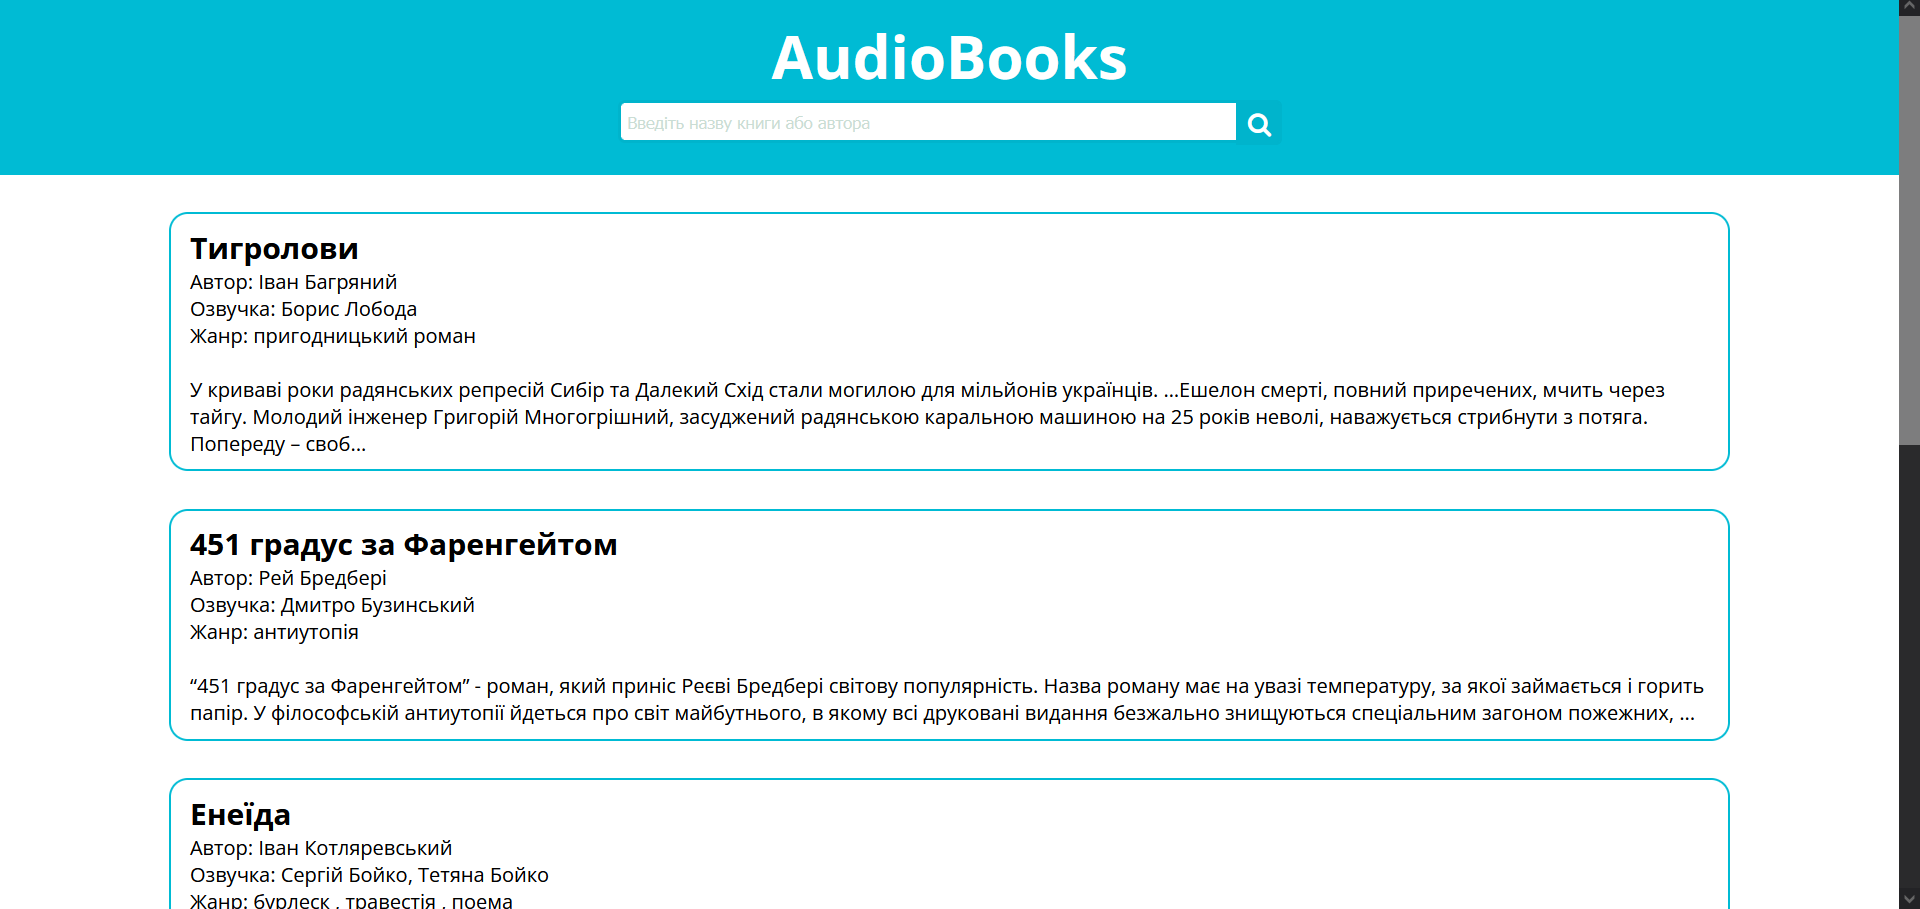 AudioBooks
Введіть назву книги або автора
Тигролови
Автор: Іван Багряний
Озвучка: Борис Лобода
Жанр: пригодницький роман
У криваві роки радянських репресій Сибір та Далекий Схід стали могилою для мільйонів українців. ...Ешелон смерті, повний приречених, мчить через
тайгу. Молодий інженер Григорій Многогрішний, засуджений радянською каральною машиною на 25 років неволі, наважується стрибнути з потяга.
Попереду – своб...
451 градус за Фаренгейтом
Автор: Рей Бредбері
Озвучка: Дмитро Бузинський
Жанр: антиутопія
“451 градус за Фаренгейтом” - роман, який приніс Реєві Бредбері світову популярність. Назва роману має на увазі температуру, за якої займається і горить
папір. У філософській антиутопії йдеться про світ майбутнього, в якому всі друковані видання безжально знищуються спеціальним загоном пожежних, ...
Енеїда
Автор: Іван Котляревський
Озвучка: Сергій Бойко, Тетяна Бойко
Жанр: бурлеск , травестія , поема